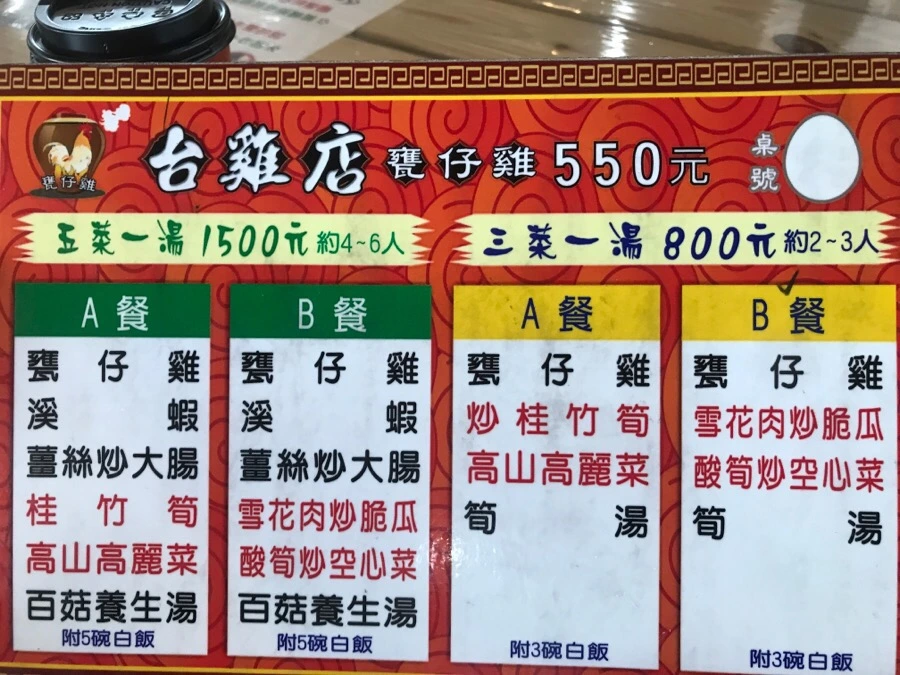 甕仔雞
台雞店 甕仔雞 550元
桌號
五菜一湯 1500元 約4~6人
A餐
甕仔雞
溪蝦
薑絲炒大腸
桂竹筍
高山高麗菜
百菇養生湯
附5碗白飯
B餐
甕仔雞
溪蝦
薑絲炒大腸
雪花肉炒脆瓜
酸筍炒空心菜
百菇養生湯
附5碗白飯
三菜一湯 800元 約2~3人
A餐
甕仔雞
炒桂竹筍
高山高麗菜
筍湯
附3碗白飯
B餐
甕仔雞
雪花肉炒脆瓜
酸筍炒空心菜
筍湯
附3碗白飯